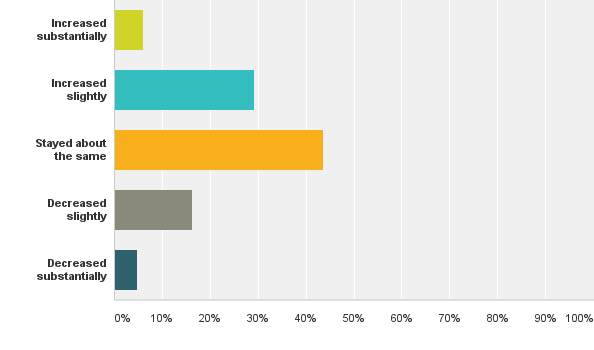 Increased
substantially
Increased
slightly
Stayed about
the same
Decreased
slightly
Decreased
substantially
0% 10% 20% 30% 40% 50% 60% 70% 80% 90% 100%